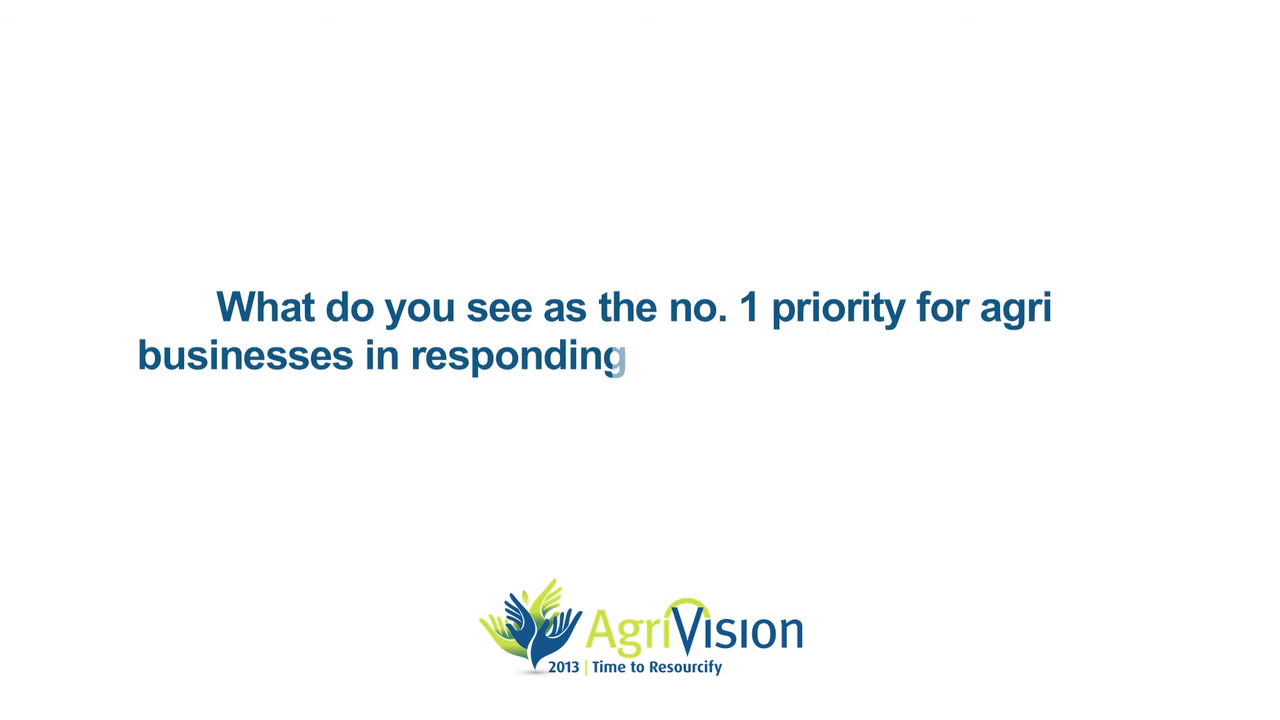 What do you see as the no. 1 priority for agri
businesses in responding
AgriVision
2013 | Time to Resourcify